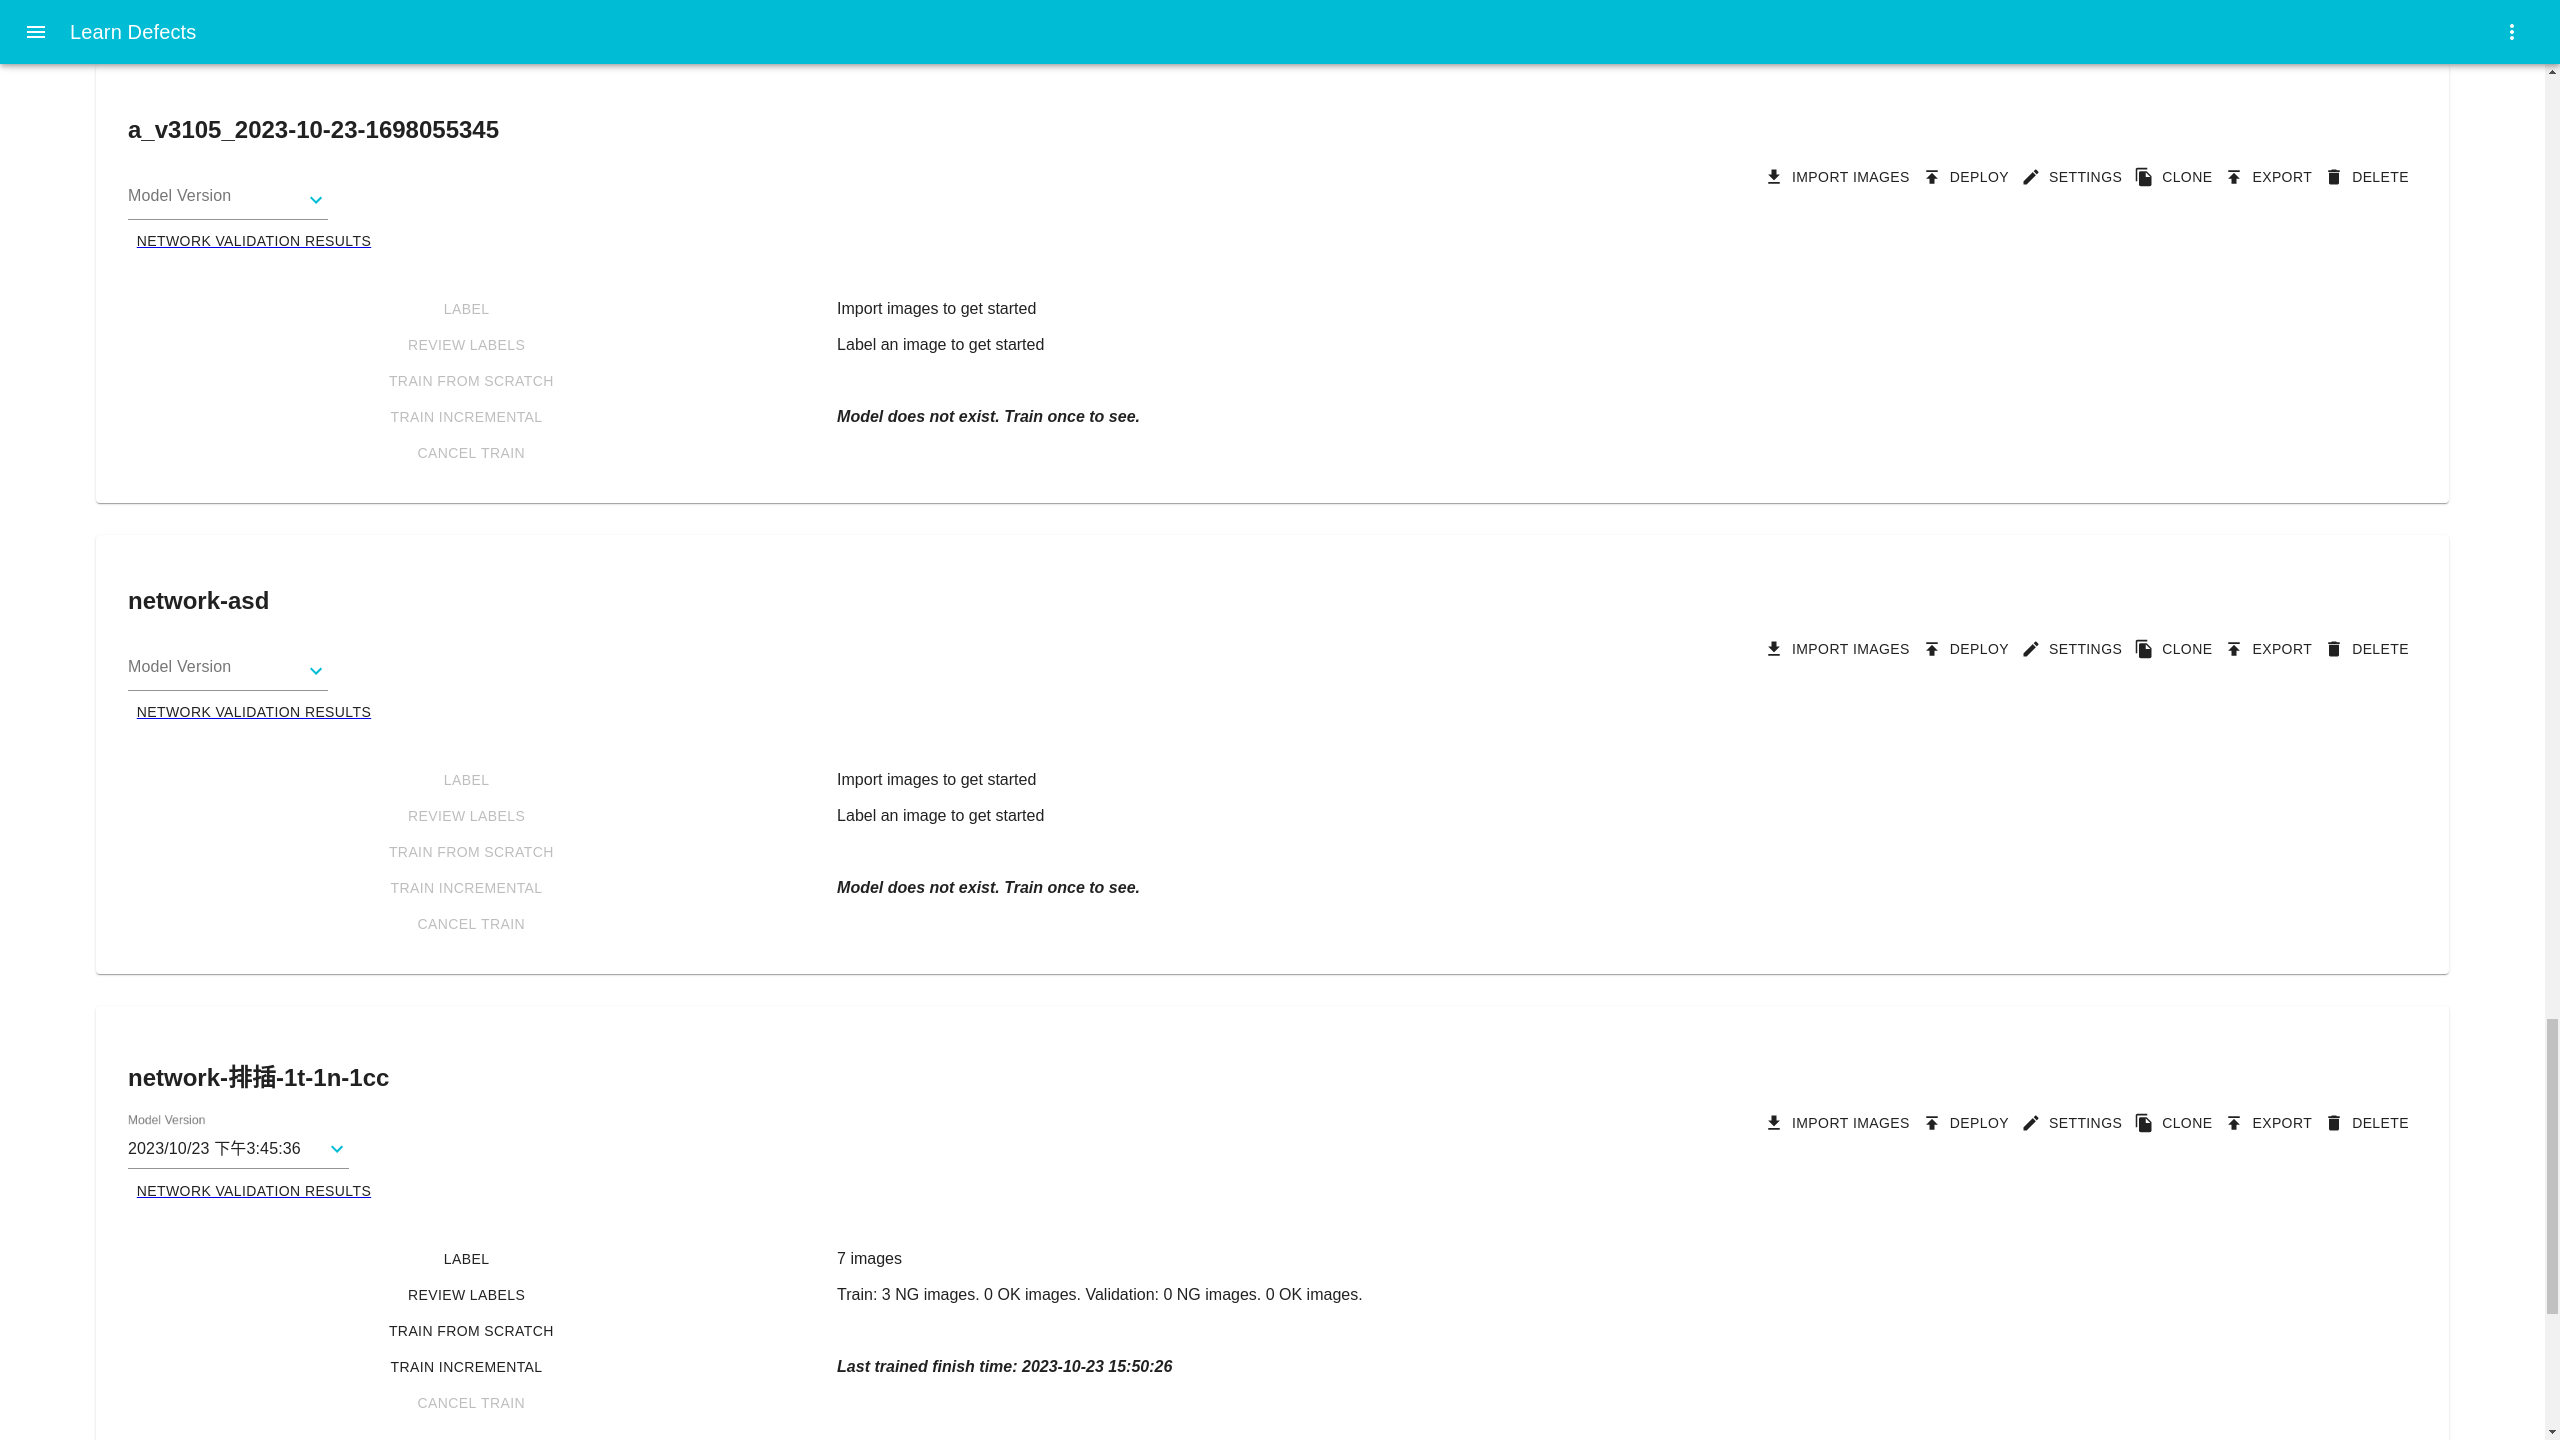 Learn Defects
a_v3105_2023-10-23-1698055345
IMPORT IMAGES DEPLOY SETTINGS CLONE EXPORT DELETE
Model Version
NETWORK VALIDATION RESULTS
LABEL Import images to get started
REVIEW LABELS Label an image to get started
TRAIN FROM SCRATCH
TRAIN INCREMENTAL Model does not exist. Train once to see.
CANCEL TRAIN
network-asd
IMPORT IMAGES DEPLOY SETTINGS CLONE EXPORT DELETE
Model Version
NETWORK VALIDATION RESULTS
LABEL Import images to get started
REVIEW LABELS Label an image to get started
TRAIN FROM SCRATCH
TRAIN INCREMENTAL Model does not exist. Train once to see.
CANCEL TRAIN
network-排插-1t-1n-1cc
Model Version
IMPORT IMAGES DEPLOY SETTINGS CLONE EXPORT DELETE
2023/10/23 下午3:45:36
NETWORK VALIDATION RESULTS
LABEL 7 images
REVIEW LABELS Train: 3 NG images. 0 OK images. Validation: 0 NG images. 0 OK images.
TRAIN FROM SCRATCH
TRAIN INCREMENTAL Last trained finish time: 2023-10-23 15:50:26
CANCEL TRAIN